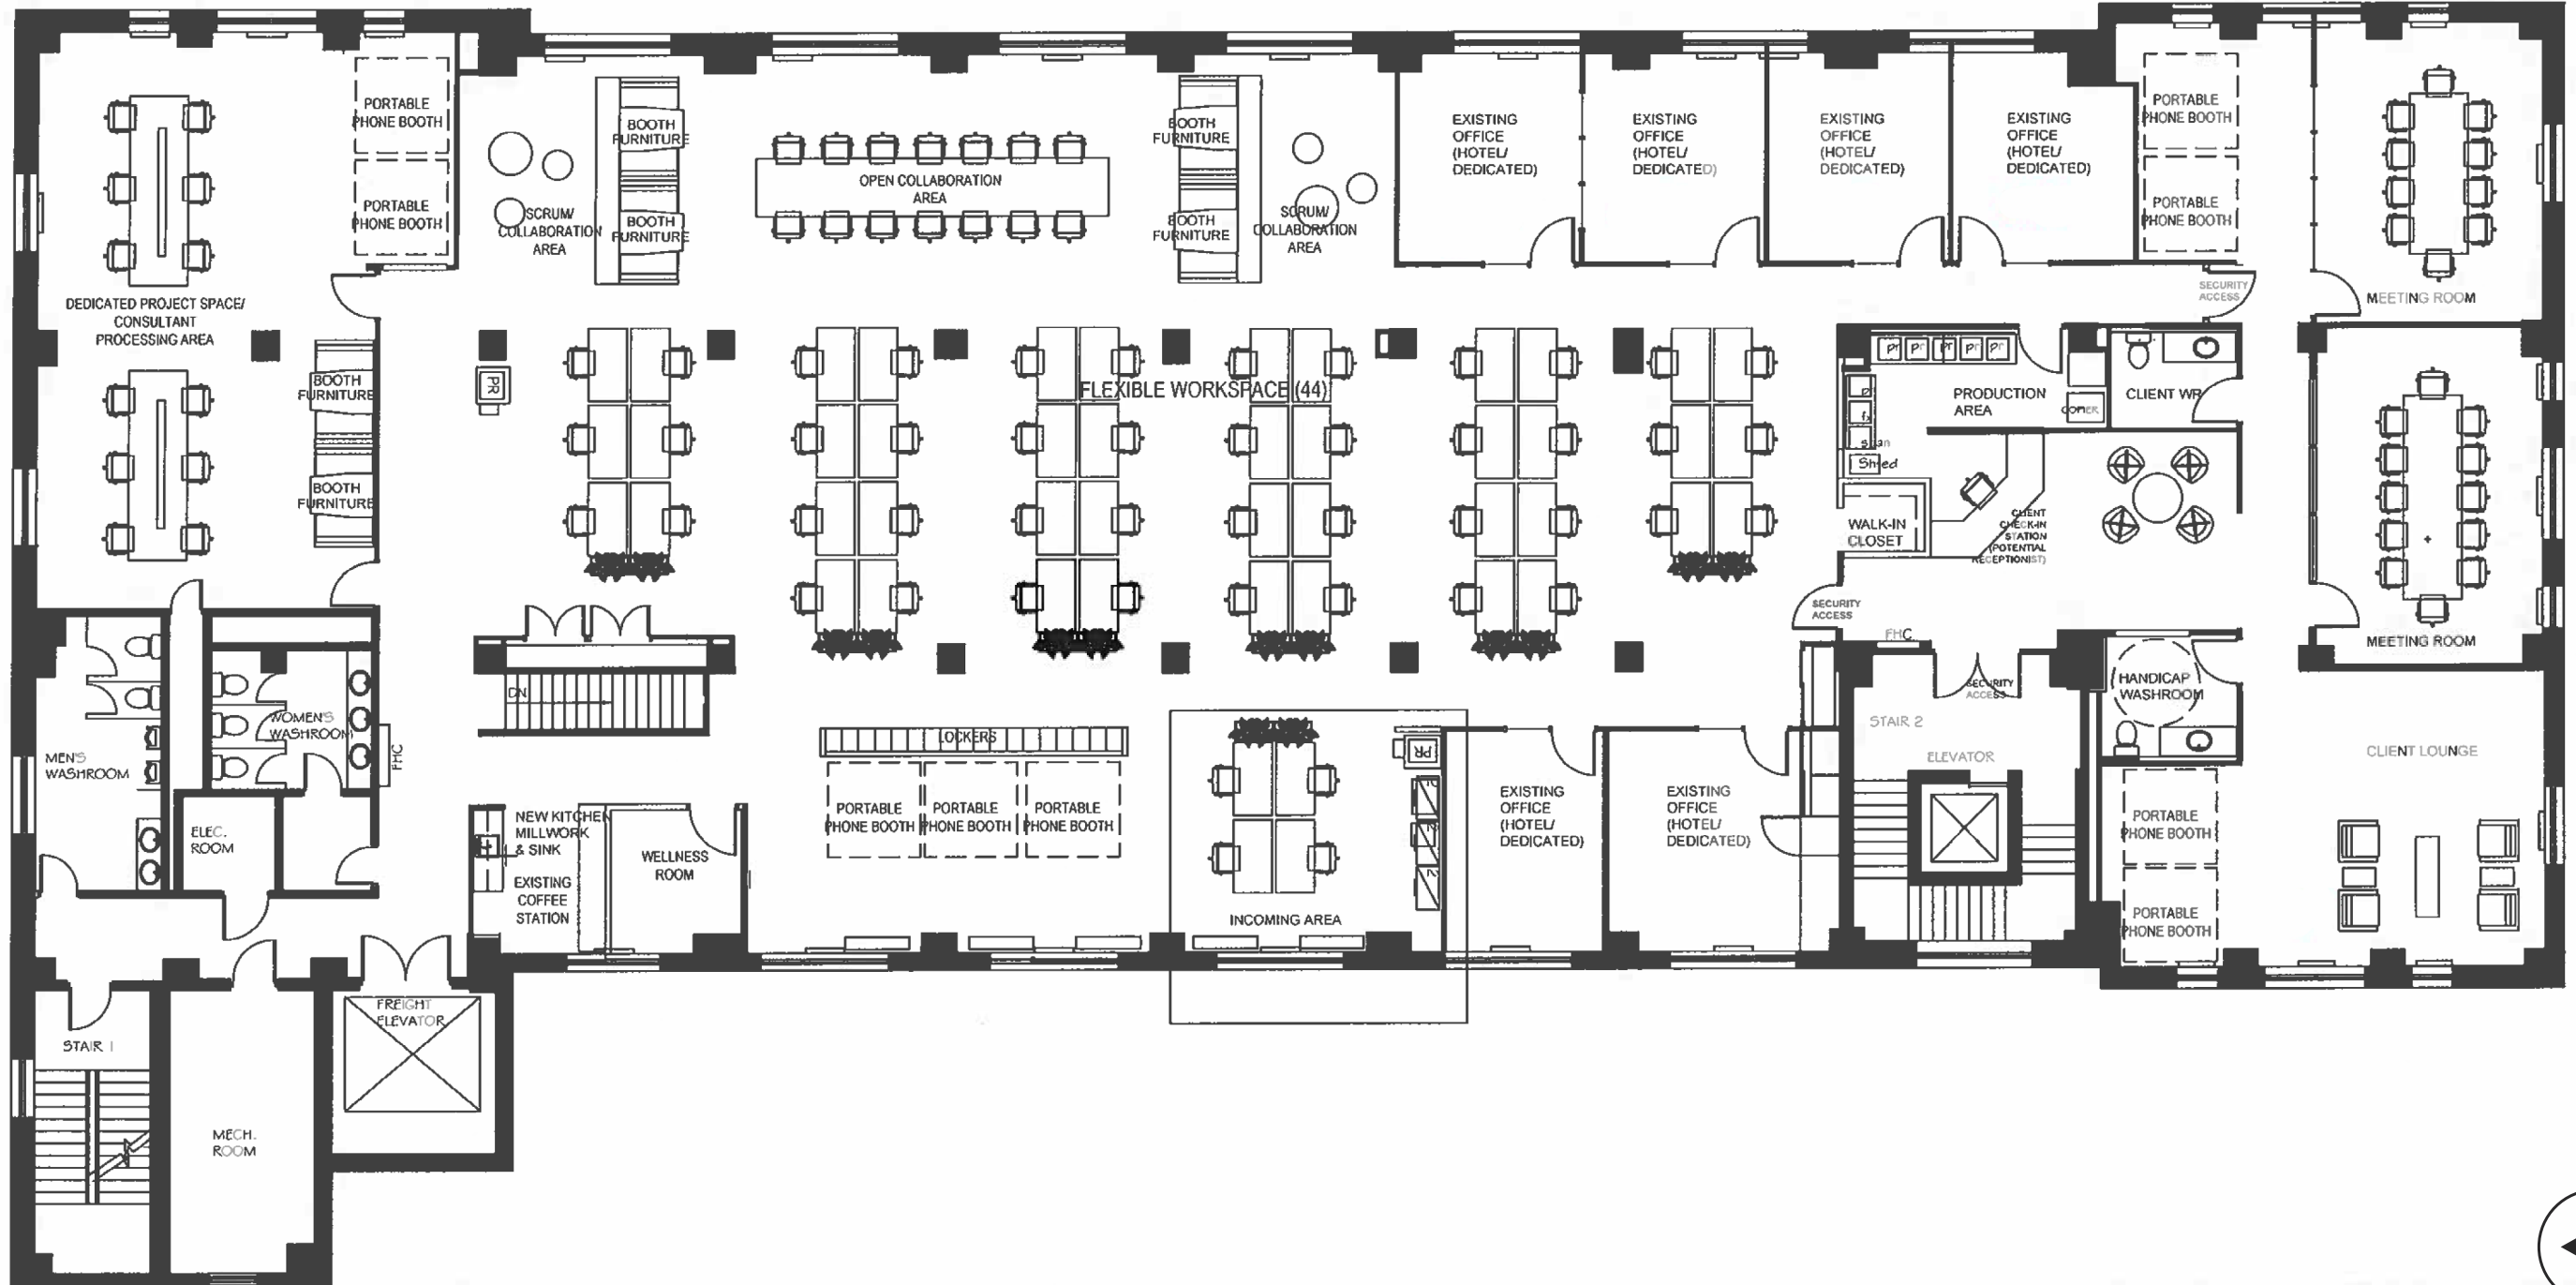 PORTABLE
PHONE BOOTH
PORTABLE
PHONE BOOTH
DEDICATED PROJECT SPACE/
CONSULTANT
PROCESSING AREA
BOOTH
FURNITURE
BOOTH
FURNITURE
SCRUM/
COLLABORATION
AREA
BOOTH
FURNITURE
BOOTH
FURNITURE
OPEN COLLABORATION
AREA
BOOTH
FURNITURE
BOOTH
FURNITURE
SCRUM/
COLLABORATION
AREA
EXISTING
OFFICE
(HOTEL/
DEDICATED)
EXISTING
OFFICE
(HOTEL/
DEDICATED)
EXISTING
OFFICE
(HOTEL/
DEDICATED)
EXISTING
OFFICE
(HOTEL/
DEDICATED)
PORTABLE
PHONE BOOTH
PORTABLE
PHONE BOOTH
SECURITY
ACCESS
MEETING ROOM
PR
FLEXIBLE WORKSPACE (44)
pr pr pr pr pr
PRODUCTION
AREA
CLIENT WR
Shred
WALK-IN
CLOSET
CLIENT
CHECK-IN
STATION
(POTENTIAL
RECEPTIONIST)
SECURITY
ACCESS
FHC
MEETING ROOM
MEN'S
WASHROOM
WOMEN'S
WASHROOM
FHC
ELEC.
ROOM
DN
LOCKERS
NEW KITCHEN
MILLWORK
& SINK
EXISTING
COFFEE
STATION
WELLNESS
ROOM
PORTABLE
PHONE BOOTH
PORTABLE
PHONE BOOTH
PORTABLE
PHONE BOOTH
PR
INCOMING AREA
EXISTING
OFFICE
(HOTEL/
DEDICATED)
EXISTING
OFFICE
(HOTEL/
DEDICATED)
SECURITY
ACCESS
STAIR 2
ELEVATOR
HANDICAP
WASHROOM
CLIENT LOUNGE
PORTABLE
PHONE BOOTH
PORTABLE
PHONE BOOTH
FREIGHT
ELEVATOR
STAIR 1
MECH.
ROOM